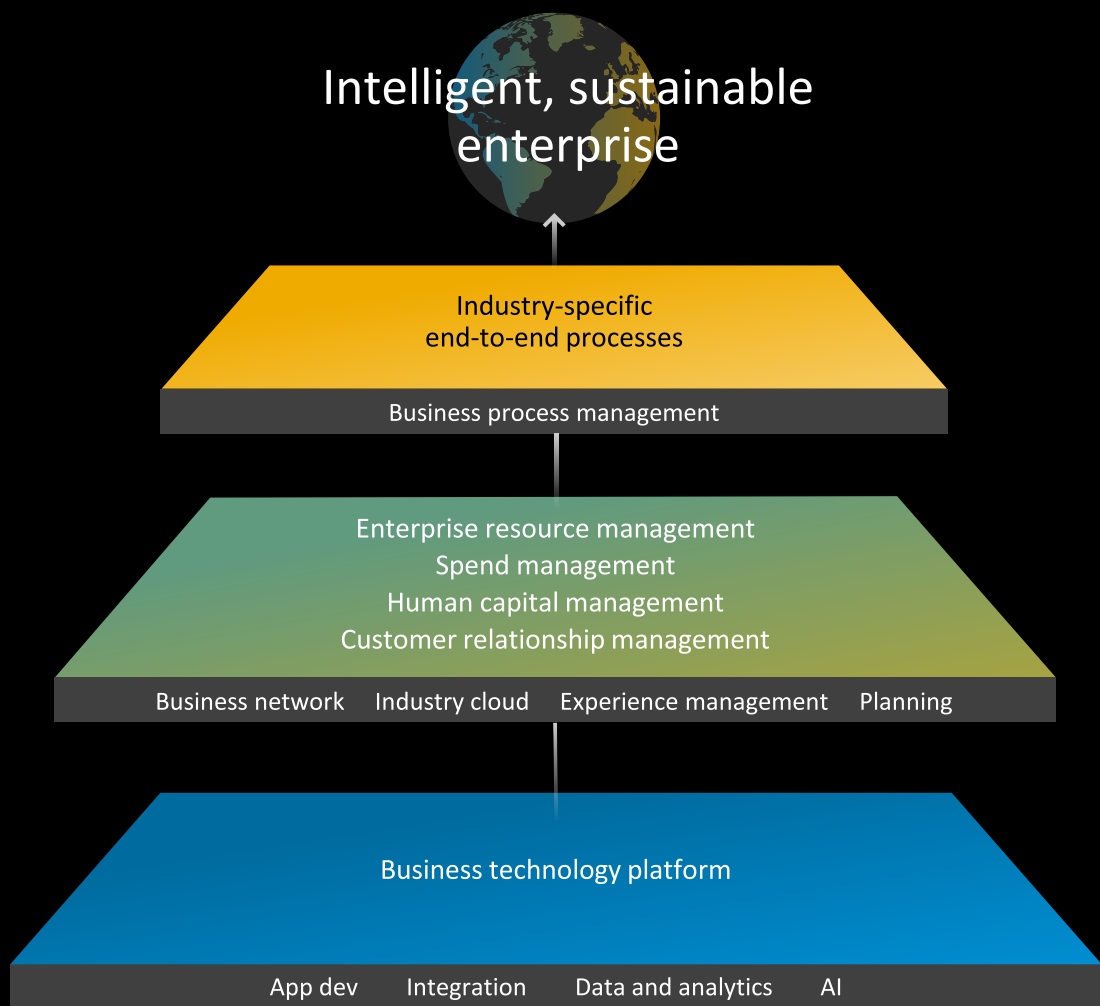 Intelligent, sustainable
enterprise
Industry-specific
end-to-end processes
Business process management
Enterprise resource management
Spend management
Human capital management
Customer relationship management
Business network Industry cloud Experience management Planning
Business technology platform
App dev Integration Data and analytics AI